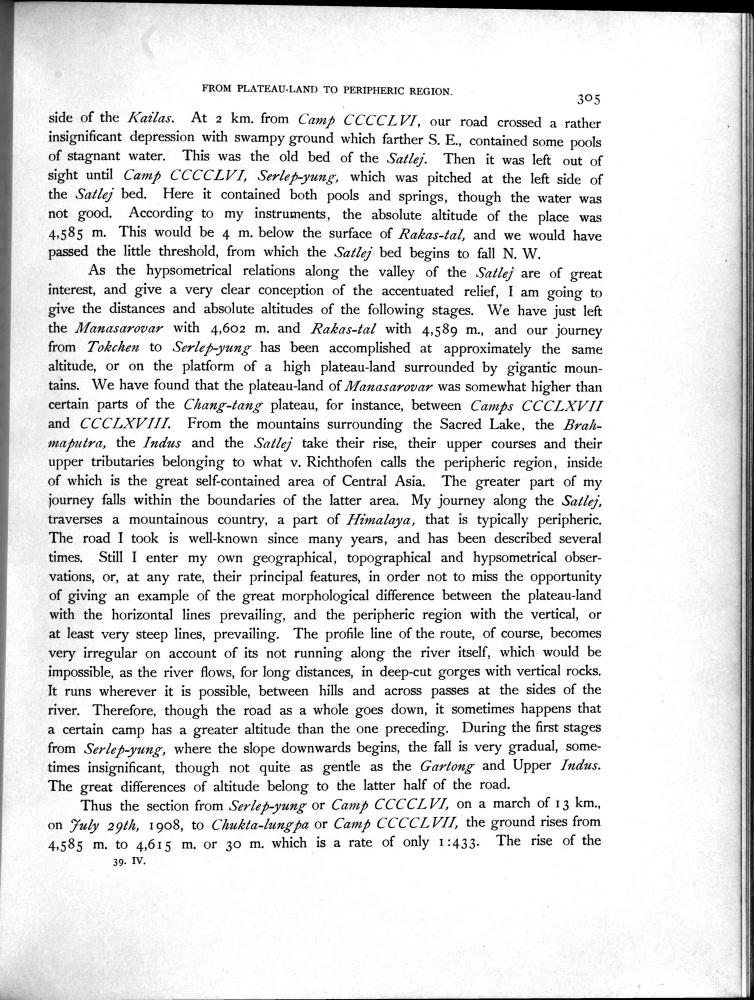 FROM PLATEAU-LAND TO PERIPHERIC REGION.
305
side of the Kailas. At 2 km. from Camp CCCCLVI, our road crossed a rather
insignificant depression with swampy ground which farther S. E., contained some pools
of stagnant water. This was the old bed of the Satlej. Then it was left out of
sight until Camp CCCCLVI, Serlep-yung, which was pitched at the left side of
the Satlej bed. Here it contained both pools and springs, though the water was
not good. According to my instruments, the absolute altitude of the place was
4,585 m. This would be 4 m. below the surface of Rakas-tal, and we would have
passed the little threshold, from which the Satlej bed begins to fall N. W.
As the hypsometrical relations along the valley of the Satlej are of great
interest, and give a very clear conception of the accentuated relief, I am going to
give the distances and absolute altitudes of the following stages. We have just left
the Manasarovar with 4,602 m. and Rakas-tal with 4,589 m., and our journey
from Tokchen to Serlep-yung has been accomplished at approximately the same
altitude, or on the platform of a high plateau-land surrounded by gigantic moun-
tains. We have found that the plateau-land of Manasarovar was somewhat higher than
certain parts of the Chang-tang plateau, for instance, between Camps CCCLXVII
and CCCLXVIII. From the mountains surrounding the Sacred Lake, the Brah-
maputra, the Indus and the Satlej take their rise, their upper courses and their
upper tributaries belonging to what v. Richthofen calls the peripheric region, inside
of which is the great self-contained area of Central Asia. The greater part of my
journey falls within the boundaries of the latter area. My journey along the Satlej,
traverses a mountainous country, a part of Himalaya, that is typically peripheric.
The road I took is well-known since many years, and has been described several
times. Still I enter my own geographical, topographical and hypsometrical obser-
vations, or, at any rate, their principal features, in order not to miss the opportunity
of giving an example of the great morphological difference between the plateau-land
with the horizontal lines prevailing, and the peripheric region with the vertical, or
at least very steep lines, prevailing. The profile line of the route, of course, becomes
very irregular on account of its not running along the river itself, which would be
impossible, as the river flows, for long distances, in deep-cut gorges with vertical rocks.
It runs wherever it is possible, between hills and across passes at the sides of the
river. Therefore, though the road as a whole goes down, it sometimes happens that
a certain camp has a greater altitude than the one preceding. During the first stages
from Serlep-yung, where the slope downwards begins, the fall is very gradual, some-
times insignificant, though not quite as gentle as the Gartong and Upper Indus.
The great differences of altitude belong to the latter half of the road.
Thus the section from Serlep-yung or Camp CCCCLVI, on a march of 13 km.,
on July 29th, 1908, to Chukta-lungpa or Camp CCCCLVII, the ground rises from
4,585 m. to 4,615 m. or 30 m. which is a rate of only 1:433. The rise of the
39. IV.